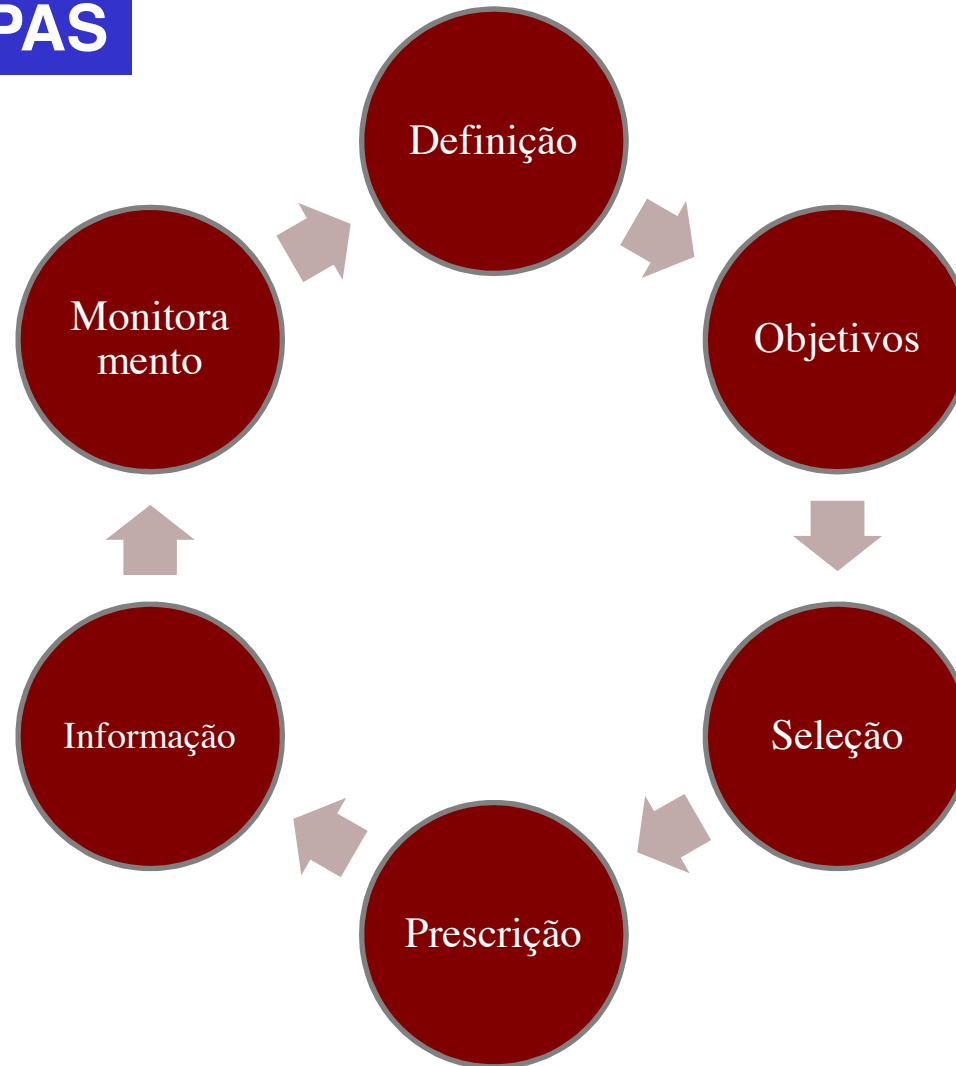 PAS
Definição
Objetivos
Seleção
Prescrição
Informação
Monitora
mento